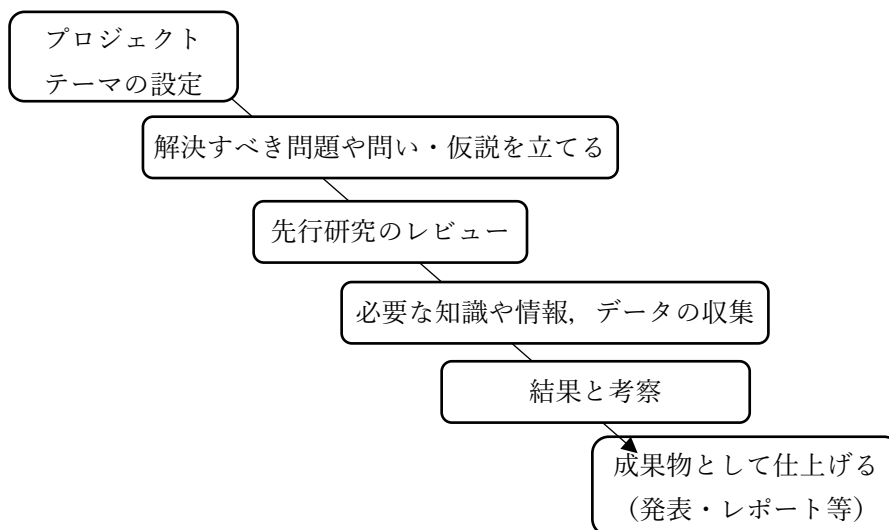 プロジェクト
テーマの設定
解決すべき問題や問い・仮説を立てる
先行研究のレビュー
必要な知識や情報，データの収集
結果と考察
成果物として仕上げる
（発表・レポート等）